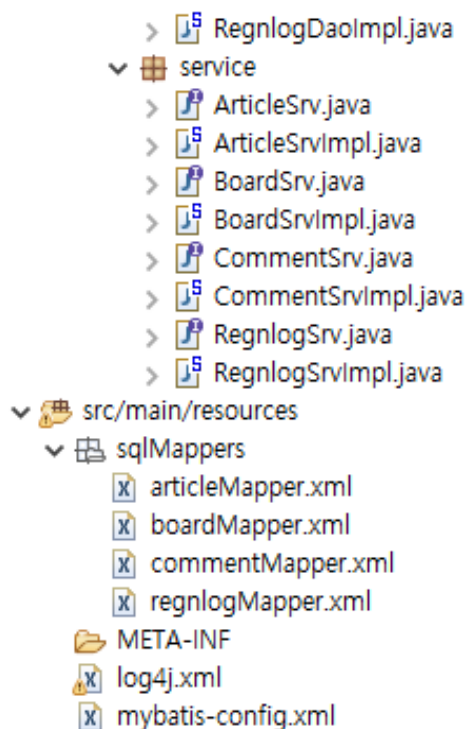 RegnlogDaoImpl.java
service
ArticleSrv.java
ArticleSrvImpl.java
BoardSrv.java
BoardSrvImpl.java
CommentSrv.java
CommentSrvImpl.java
RegnlogSrv.java
RegnlogSrvImpl.java
src/main/resources
sqlMappers
articleMapper.xml
boardMapper.xml
commentMapper.xml
regnlogMapper.xml
META-INF
log4j.xml
mybatis-config.xml